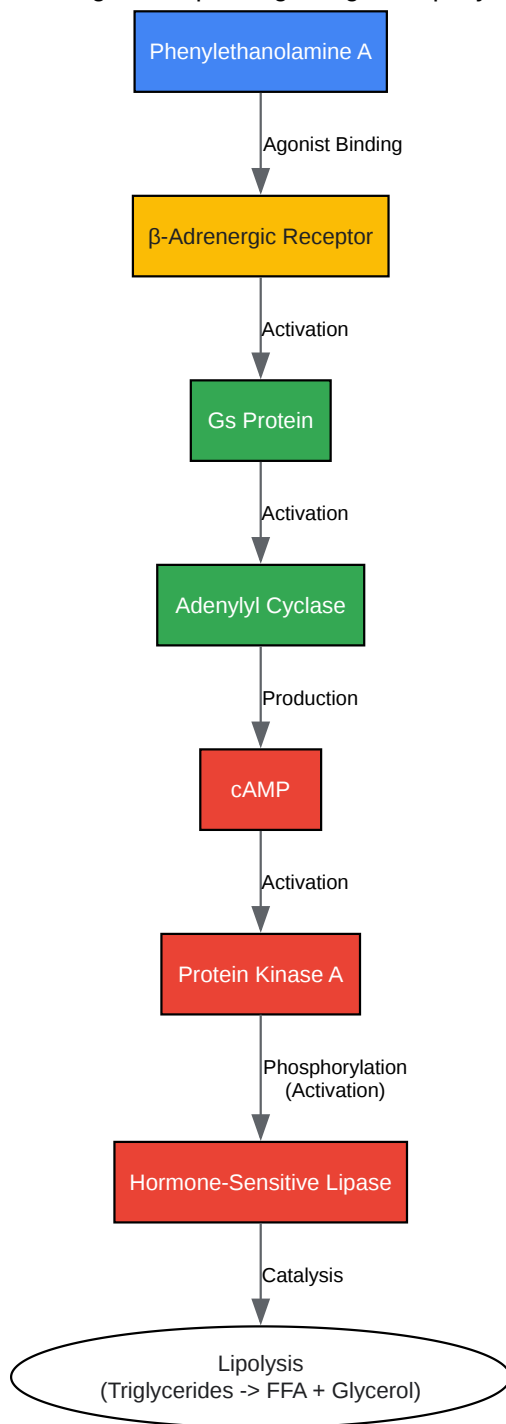 Phenylethanolamine A
Agonist Binding
β-Adrenergic Receptor
Activation
Gs Protein
Activation
Adenylyl Cyclase
Production
cAMP
Activation
Protein Kinase A
Phosphorylation
(Activation)
Hormone-Sensitive Lipase
Catalysis
Lipolysis
(Triglycerides -> FFA + Glycerol)